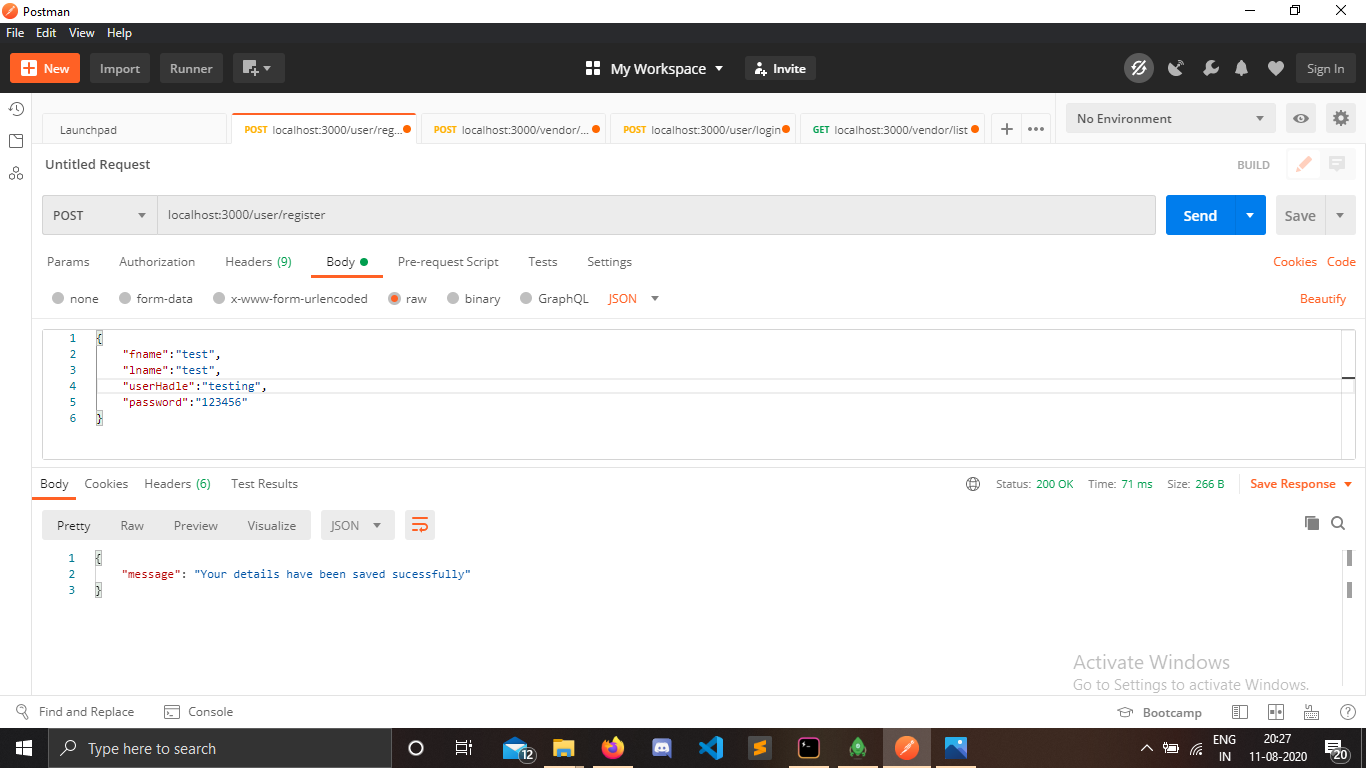 Postman
File Edit View Help
New Import Runner My Workspace Invite Sign In
Launchpad POST localhost:3000/user/reg... POST localhost:3000/vendor/... POST localhost:3000/user/login GET localhost:3000/vendor/list No Environment
Untitled Request BUILD
POST localhost:3000/user/register Send Save
Params Authorization Headers (9) Body Pre-request Script Tests Settings Cookies Code
none form-data x-www-form-urlencoded raw binary GraphQL JSON Beautify
1 {
2 "fname":"test",
3 "lname":"test",
4 "userHadle":"testing",
5 "password":"123456"
6 }
Body Cookies Headers (6) Test Results Status: 200 OK Time: 71 ms Size: 266 B Save Response
Pretty Raw Preview Visualize JSON
1 {
2 "message": "Your details have been saved sucessfully"
3 }
Activate Windows
Go to Settings to activate Windows.
Find and Replace Console Bootcamp
Type here to search 12 ENG 20:27
IN 11-08-2020 20